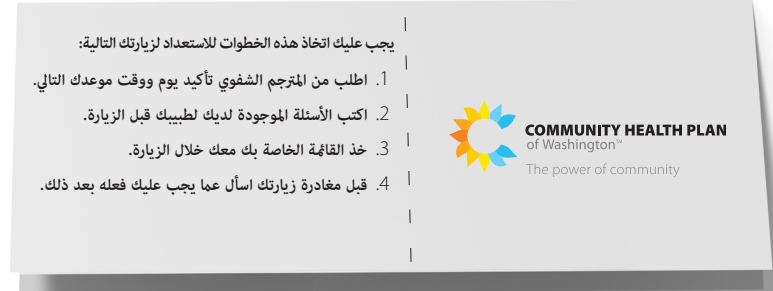 يجب عليك اتخاذ هذه الخطوات للاستعداد لزيارتك التالية:
1. اطلب من المترجم الشفوي تأكيد يوم ووقت موعدك التالي.
2. اكتب الأسئلة الموجودة لديك لطبيبك قبل الزيارة.
3. خذ القائمة الخاصة بك معك خلال الزيارة.
4. قبل مغادرة زيارتك اسأل عما يجب عليك فعله بعد ذلك.
COMMUNITY HEALTH PLAN
of Washington™
The power of community